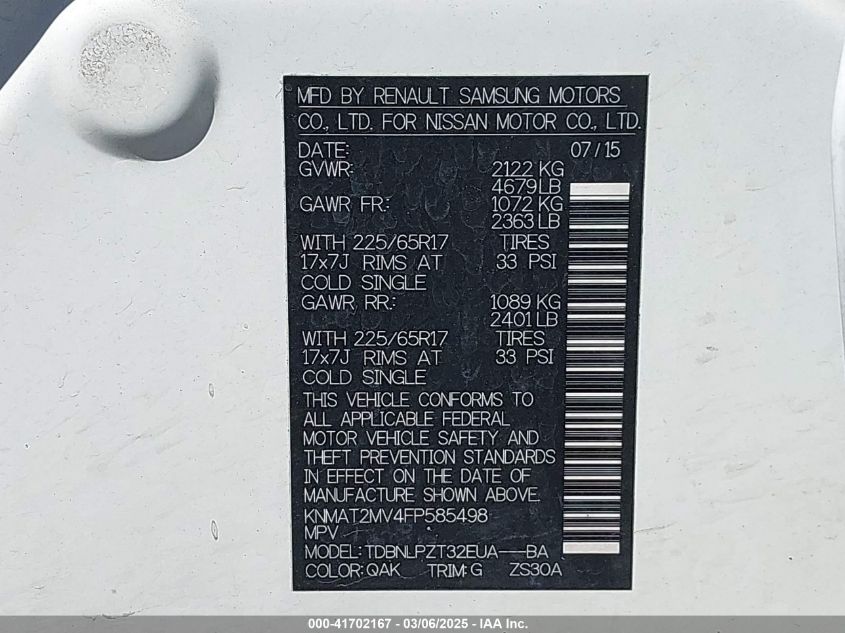 MFD BY RENAULT SAMSUNG MOTORS
CO., LTD. FOR NISSAN MOTOR CO., LTD.
DATE: 07/15
GVWR: 2122 KG
4679LB
GAWR FR: 1072 KG
2363 LB
WITH 225/65R17 TIRES
17x7J RIMS AT 33 PSI
COLD SINGLE
GAWR RR: 1089 KG
2401LB
WITH 225/65R17 TIRES
17x7J RIMS AT 33 PSI
COLD SINGLE
THIS VEHICLE CONFORMS TO
ALL APPLICABLE FEDERAL
MOTOR VEHICLE SAFETY AND
THEFT PREVENTION STANDARDS
IN EFFECT ON THE DATE OF
MANUFACTURE SHOWN ABOVE.
KNMAT2MV4FP585498
MPV
MODEL: TDBNLPZT32EUA---BA
COLOR: QAK TRIM:G ZS30A
000-41702167 - 03/06/2025 - IAA Inc.